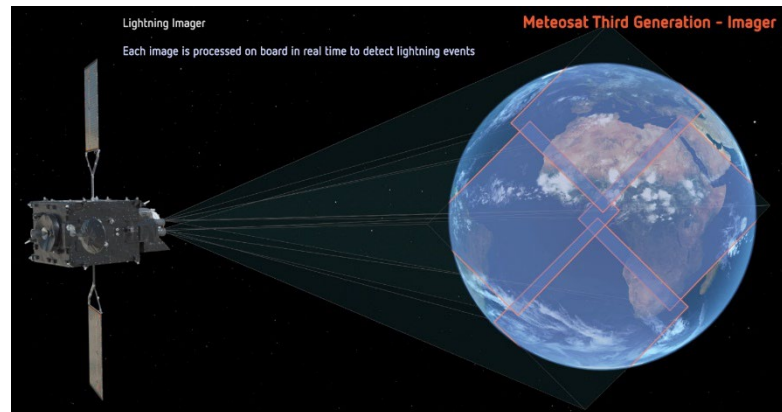 Lightning Imager
Meteosat Third Generation - Imager
Each image is processed on board in real time to detect lightning events